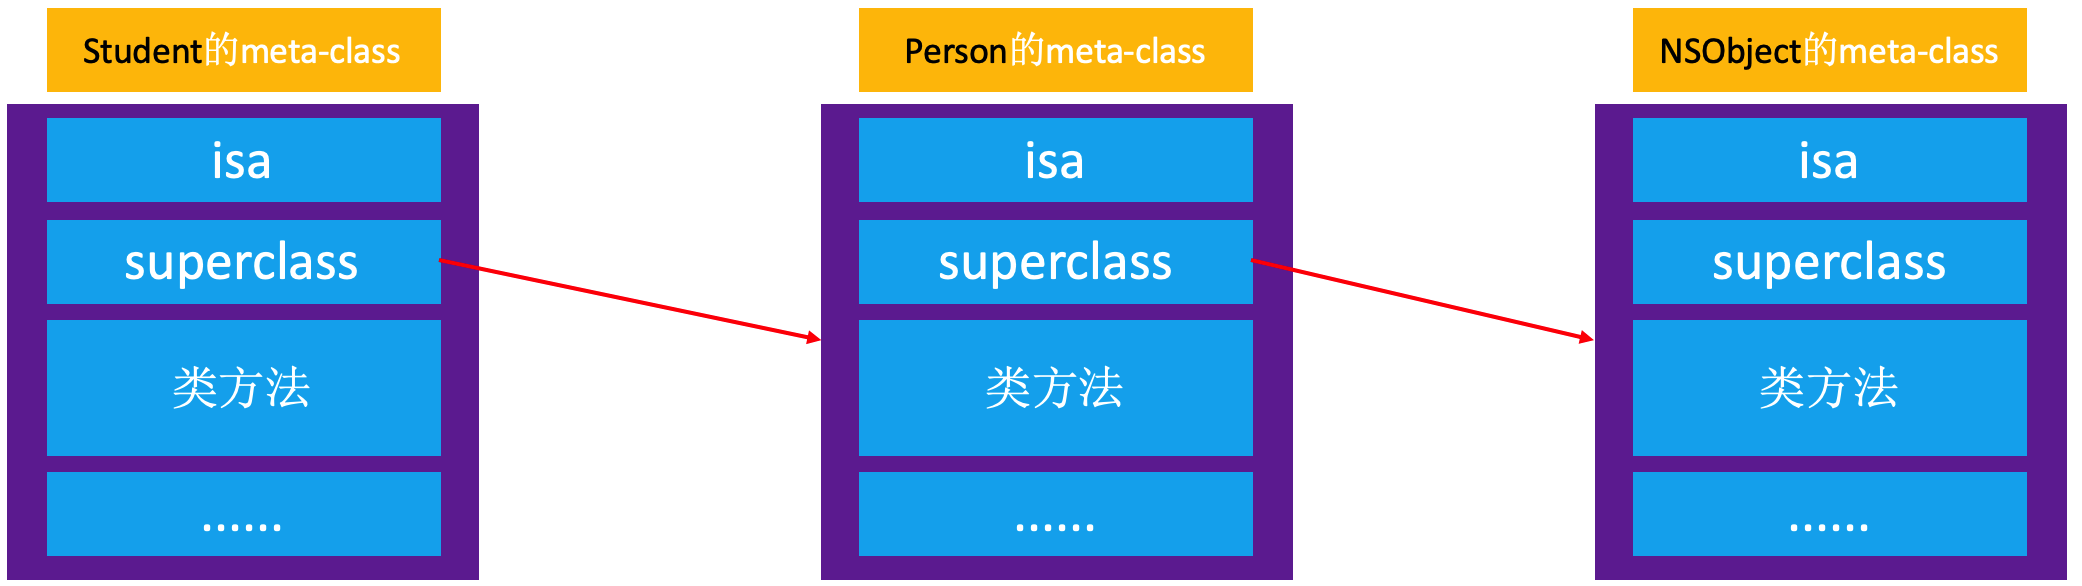 Student的meta-class
isa
superclass
类方法
......
Person的meta-class
isa
superclass
类方法
......
NSObject的meta-class
isa
superclass
类方法
......